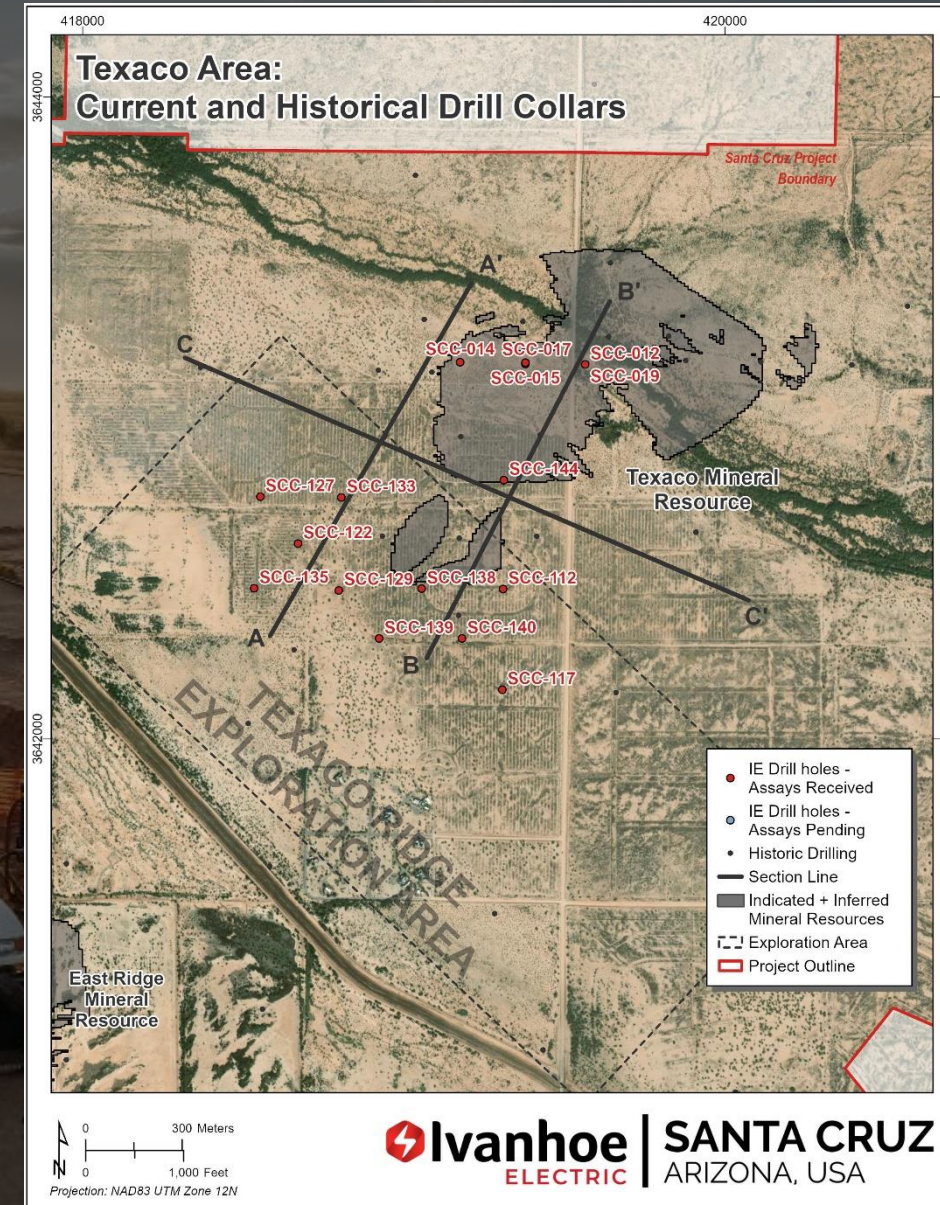 418000
420000
3644000
3642000
Texaco Area:
Current and Historical Drill Collars
Santa Cruz Project
Boundary
A'
B'
C
SCC-014
SCC-017
SCC-012
SCC-015
SCC-019
SCC-144
Texaco Mineral
Resource
SCC-127
SCC-133
SCC-122
SCC-135
SCC-129
SCC-138
SCC-112
C'
A
SCC-139
SCC-140
B
SCC-117
TEXACO RIDGE
EXPLORATION AREA
East Ridge
Mineral
Resource
IE Drill holes -
Assays Received
IE Drill holes -
Assays Pending
Historic Drilling
Section Line
Indicated + Inferred
Mineral Resources
Exploration Area
Project Outline
N
0 300 Meters
0 1,000 Feet
Projection: NAD83 UTM Zone 12N
Ivanhoe
ELECTRIC
SANTA CRUZ
ARIZONA, USA